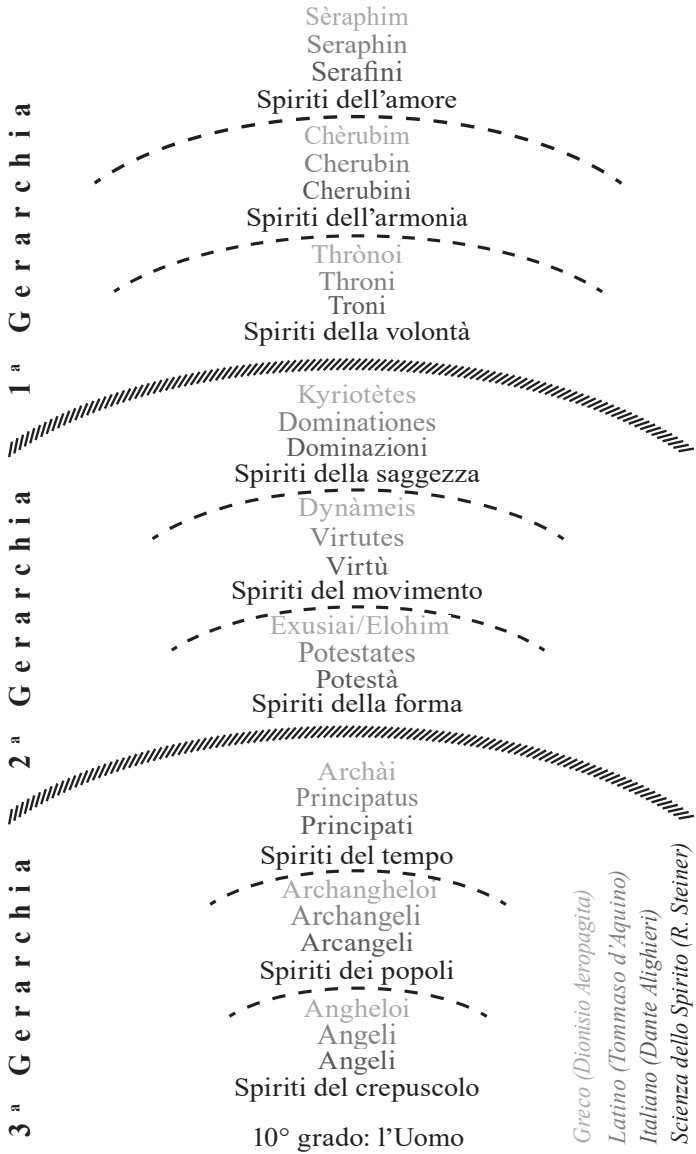 1ª Gerarchia
Sèraphim
Seraphin
Serafini
Spiriti dell’amore
Chèrubim
Cherubin
Cherubini
Spiriti dell’armonia
Thrònoi
Throni
Troni
Spiriti della volontà
2ª Gerarchia
Kyriotètes
Dominationes
Dominazioni
Spiriti della saggezza
Dynàmeis
Virtutes
Virtù
Spiriti del movimento
Exusiai/Elohim
Potestates
Potestà
Spiriti della forma
3ª Gerarchia
Archài
Principatus
Principati
Spiriti del tempo
Archangheloi
Archangeli
Arcangeli
Spiriti dei popoli
Angheloi
Angeli
Angeli
Spiriti del crepuscolo
10° grado: l’Uomo
Greco (Dionisio Aeropagita)
Latino (Tommaso d’Aquino)
Italiano (Dante Alighieri)
Scienza dello Spirito (R. Steiner)